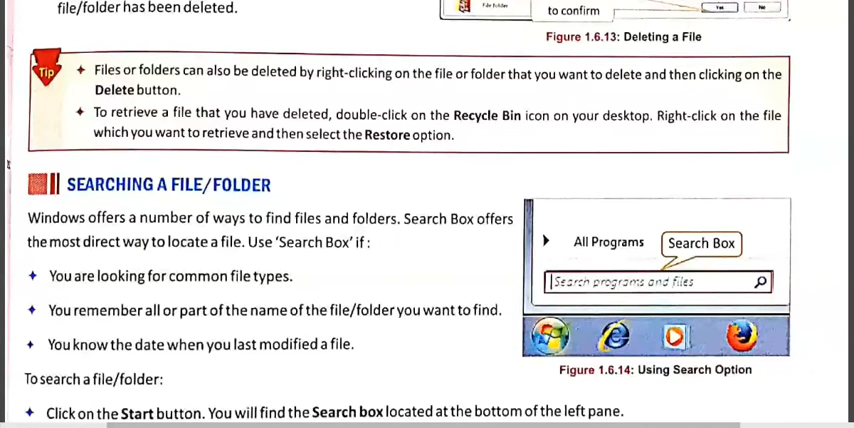 file/folder has been deleted.
File folder
to confirm
Yes
No
Figure 1.6.13: Deleting a File
Tip
Files or folders can also be deleted by right-clicking on the file or folder that you want to delete and then clicking on the
Delete button.
To retrieve a file that you have deleted, double-click on the Recycle Bin icon on your desktop. Right-click on the file
which you want to retrieve and then select the Restore option.
SEARCHING A FILE/FOLDER
Windows offers a number of ways to find files and folders. Search Box offers
the most direct way to locate a file. Use 'Search Box' if :
You are looking for common file types.
You remember all or part of the name of the file/folder you want to find.
You know the date when you last modified a file.
To search a file/folder:
Click on the Start button. You will find the Search box located at the bottom of the left pane.
All Programs
Search Box
Search programs and files
Figure 1.6.14: Using Search Option